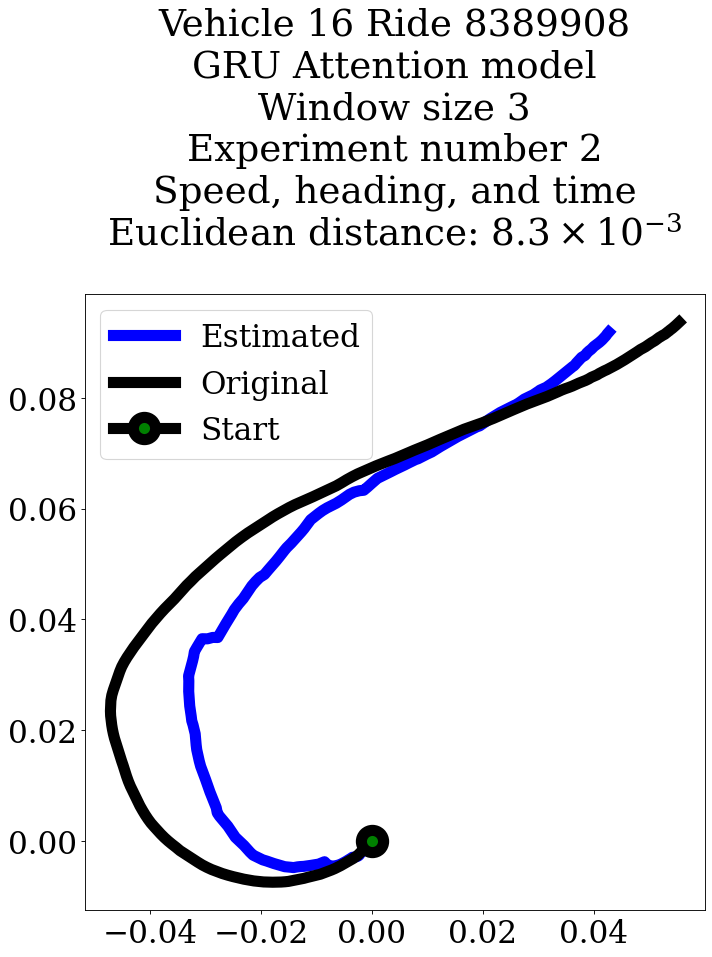 Vehicle 16 Ride 8389908
GRU Attention model
Window size 3
Experiment number 2
Speed, heading, and time
Euclidean distance: 8.3 × 10⁻³
Estimated
Original
Start
0.08
0.06
0.04
0.02
0.00
−0.04 −0.02 0.00 0.02 0.04